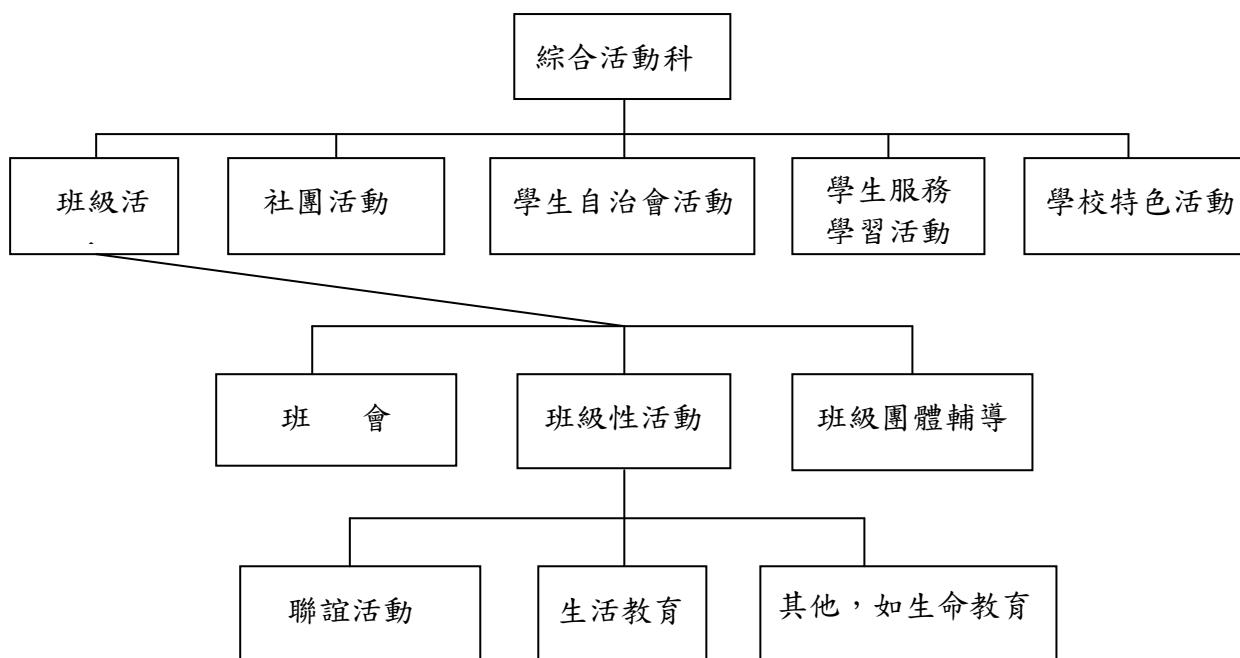 綜合活動科
班級活
社團活動
學生自治會活動
學生服務
學習活動
學校特色活動
班　會
班級性活動
班級團體輔導
聯誼活動
生活教育
其他，如生命教育